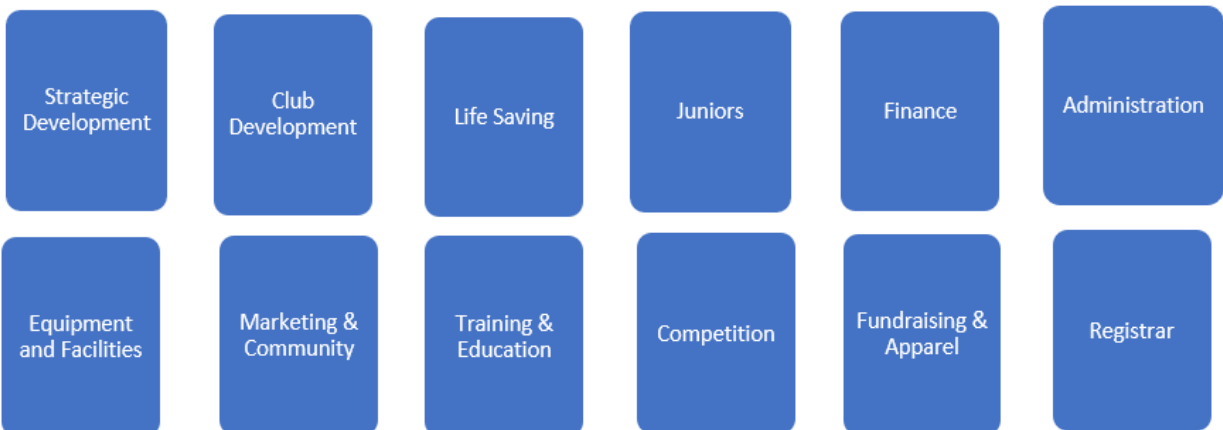 Strategic
Development
Club
Development
Life Saving
Juniors
Finance
Administration
Equipment
and Facilities
Marketing &
Community
Training &
Education
Competition
Fundraising &
Apparel
Registrar